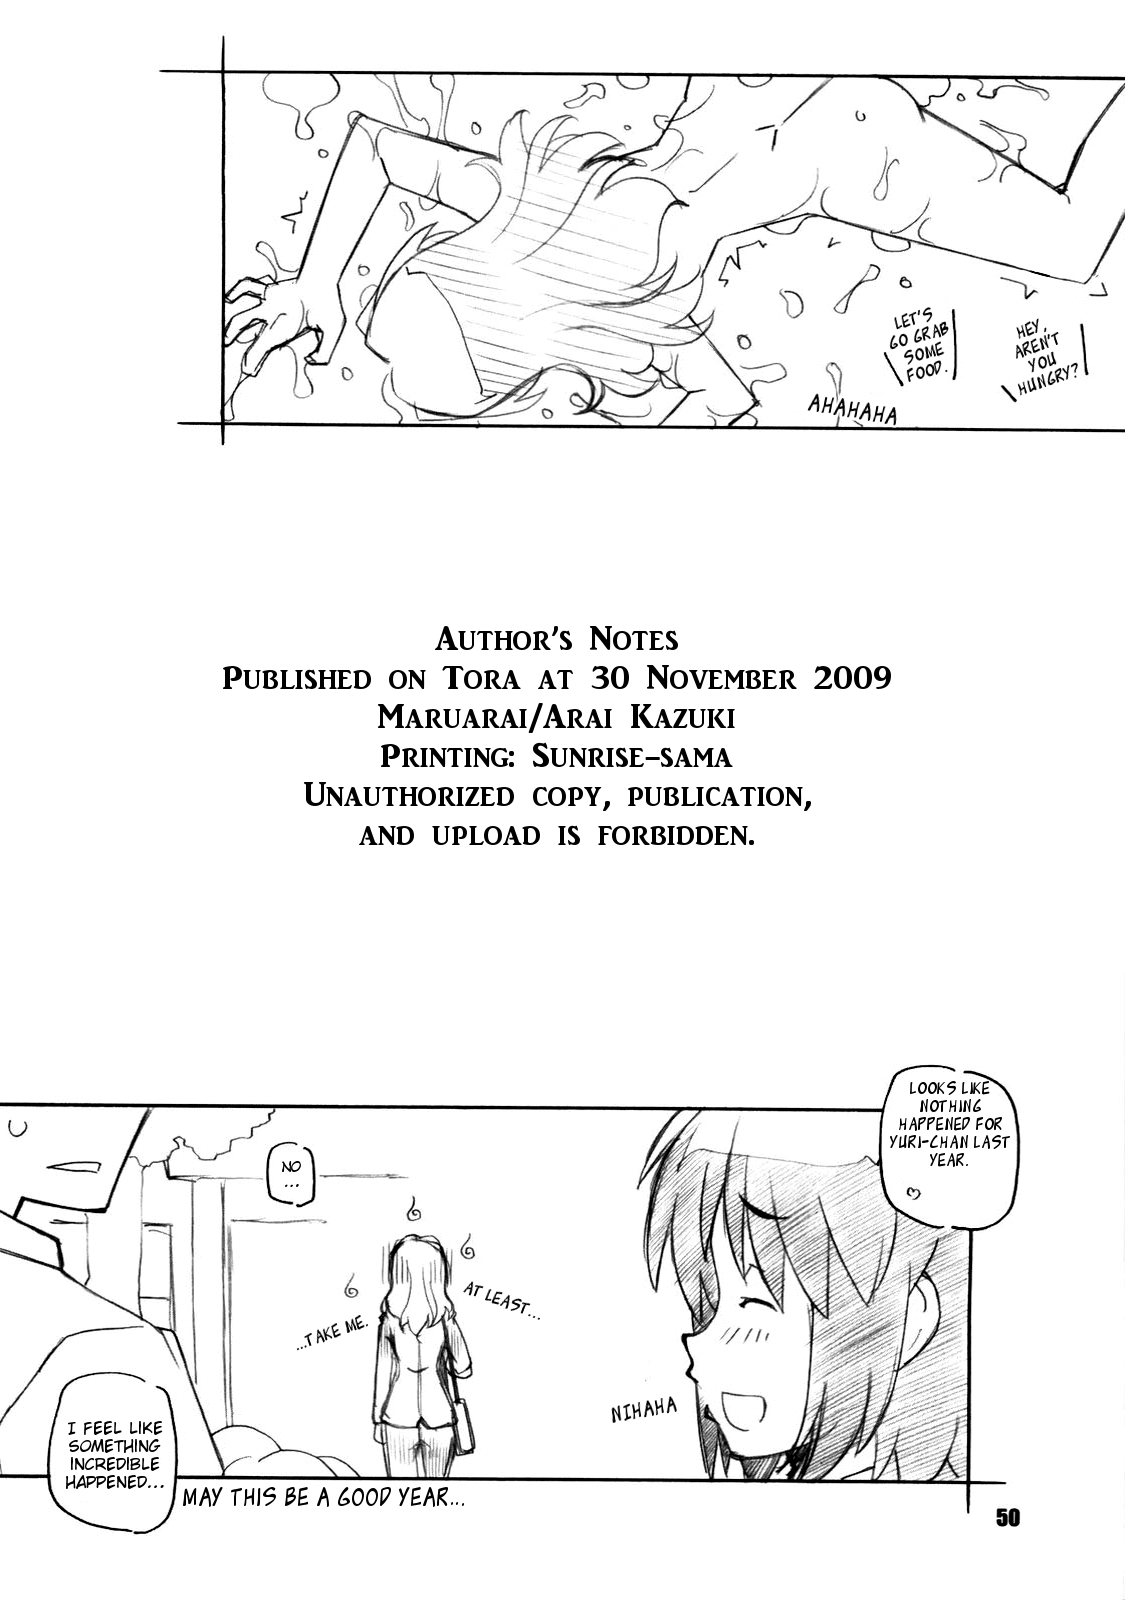 HEY,
AREN'T
YOU
HUNGRY?
LET'S
GO GRAB
SOME
FOOD.
AHAHAHA
AUTHOR'S NOTES
PUBLISHED ON TORA AT 30 NOVEMBER 2009
MARUARAI/ARAI KAZUKI
PRINTING: SUNRISE-SAMA
UNAUTHORIZED COPY, PUBLICATION,
AND UPLOAD IS FORBIDDEN.
LOOKS LIKE
NOTHING
HAPPENED FOR
YURI-CHAN LAST
YEAR.
NIHAHA
AT LEAST...
...TAKE ME.
NO
...
I FEEL LIKE
SOMETHING
INCREDIBLE
HAPPENED...
MAY THIS BE A GOOD YEAR...
50